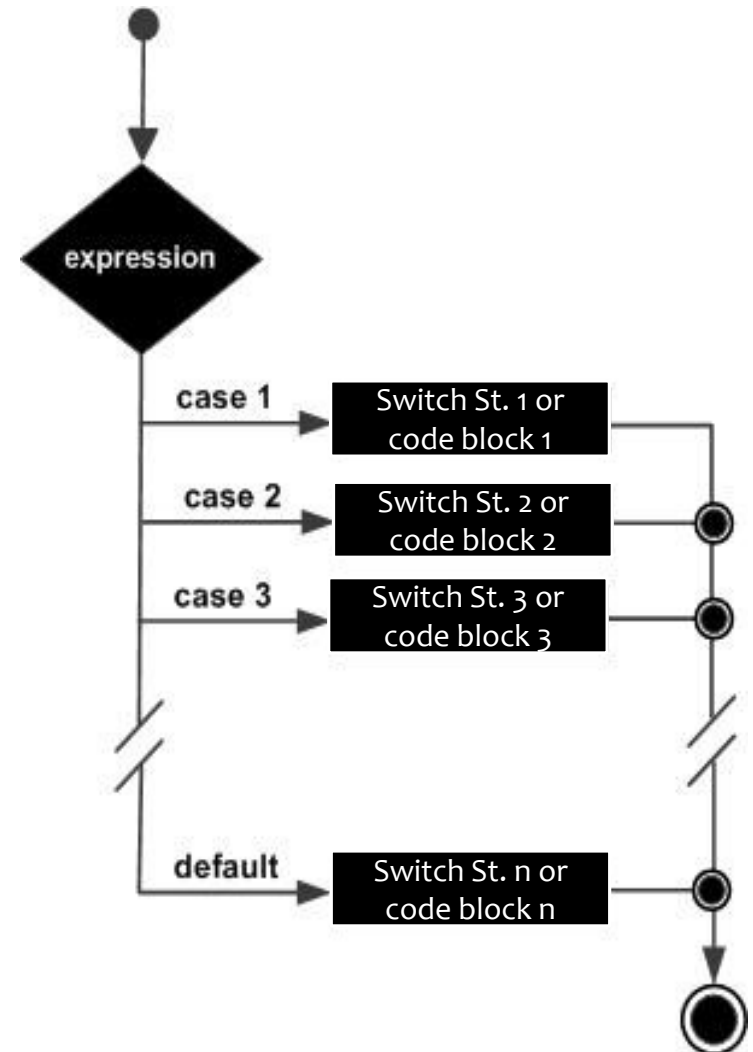 expression
case 1
Switch St. 1 or
code block 1
case 2
Switch St. 2 or
code block 2
case 3
Switch St. 3 or
code block 3
default
Switch St. n or
code block n